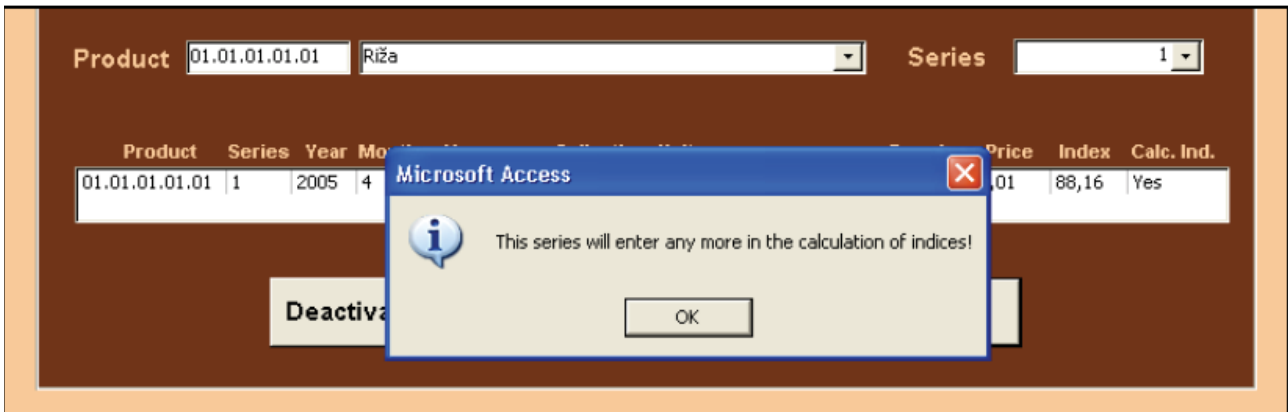 Product 01.01.01.01.01 Riža Series 1
Product Series Year Price Index Calc. Ind.
01.01.01.01.01 1 2005 4 ,01 88,16 Yes
Microsoft Access
This series will enter any more in the calculation of indices!
Deactiva
OK